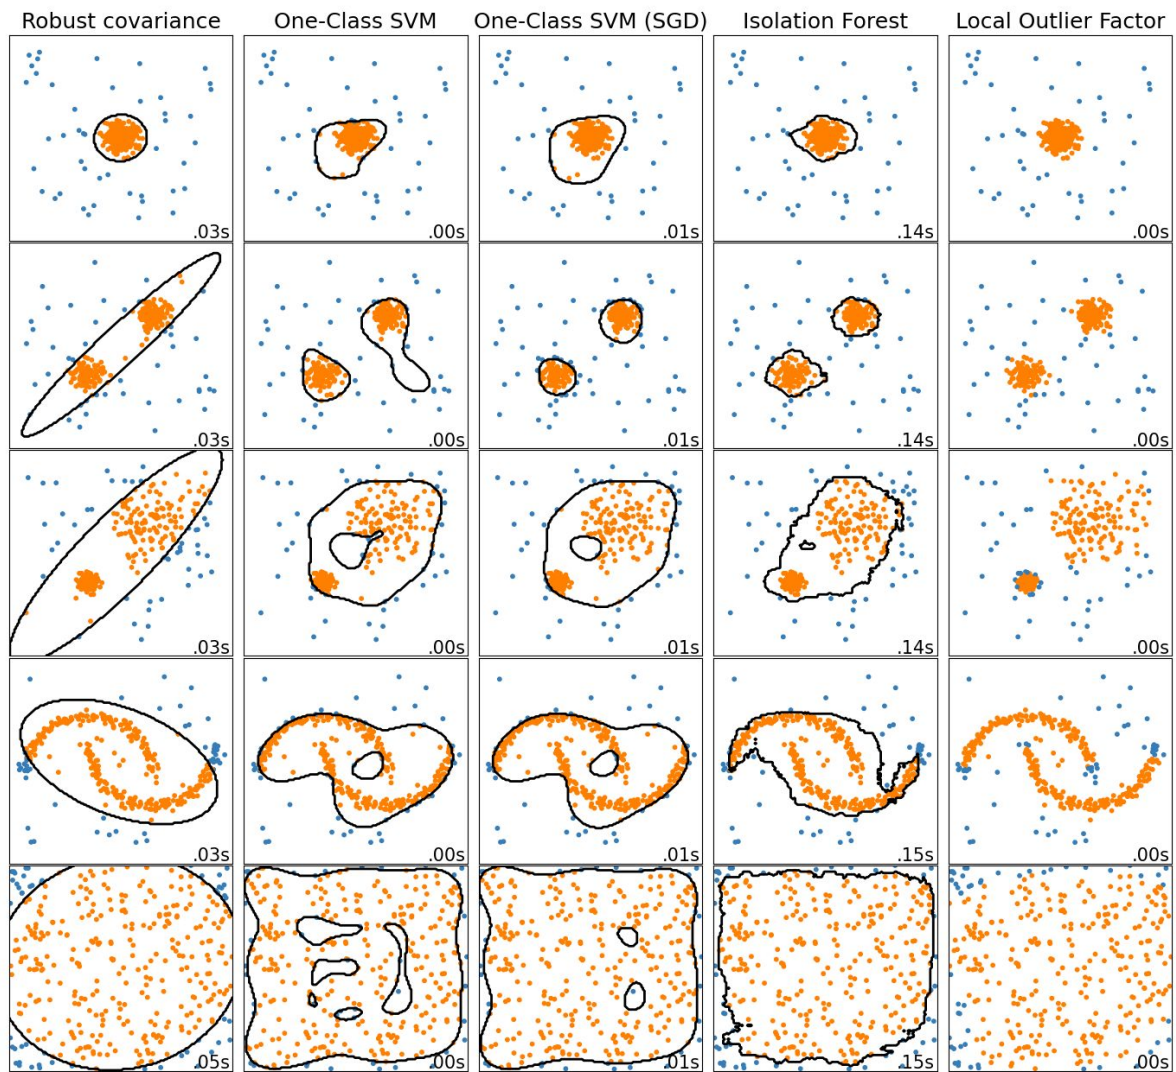 Robust covariance One-Class SVM One-Class SVM (SGD) Isolation Forest Local Outlier Factor
.03s .00s .01s .14s .00s
.03s .00s .01s .14s .00s
.03s .00s .01s .14s .00s
.03s .00s .01s .15s .00s
.05s .00s .01s .15s .00s